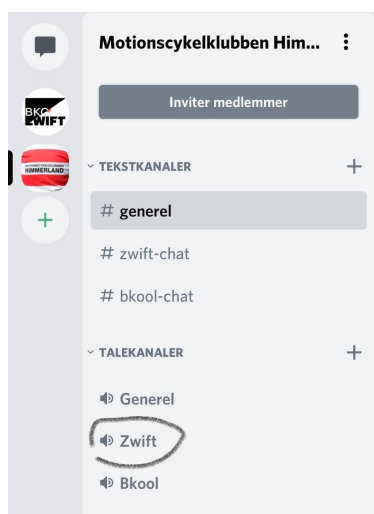 Motionscykelklubben Him...
Inviter medlemmer
BKO
ZWIFT
HIMMERLAND
TEKSTKANALER
# generel
# zwift-chat
# bkool-chat
TALEKANALER
Generel
Zwift
Bkool